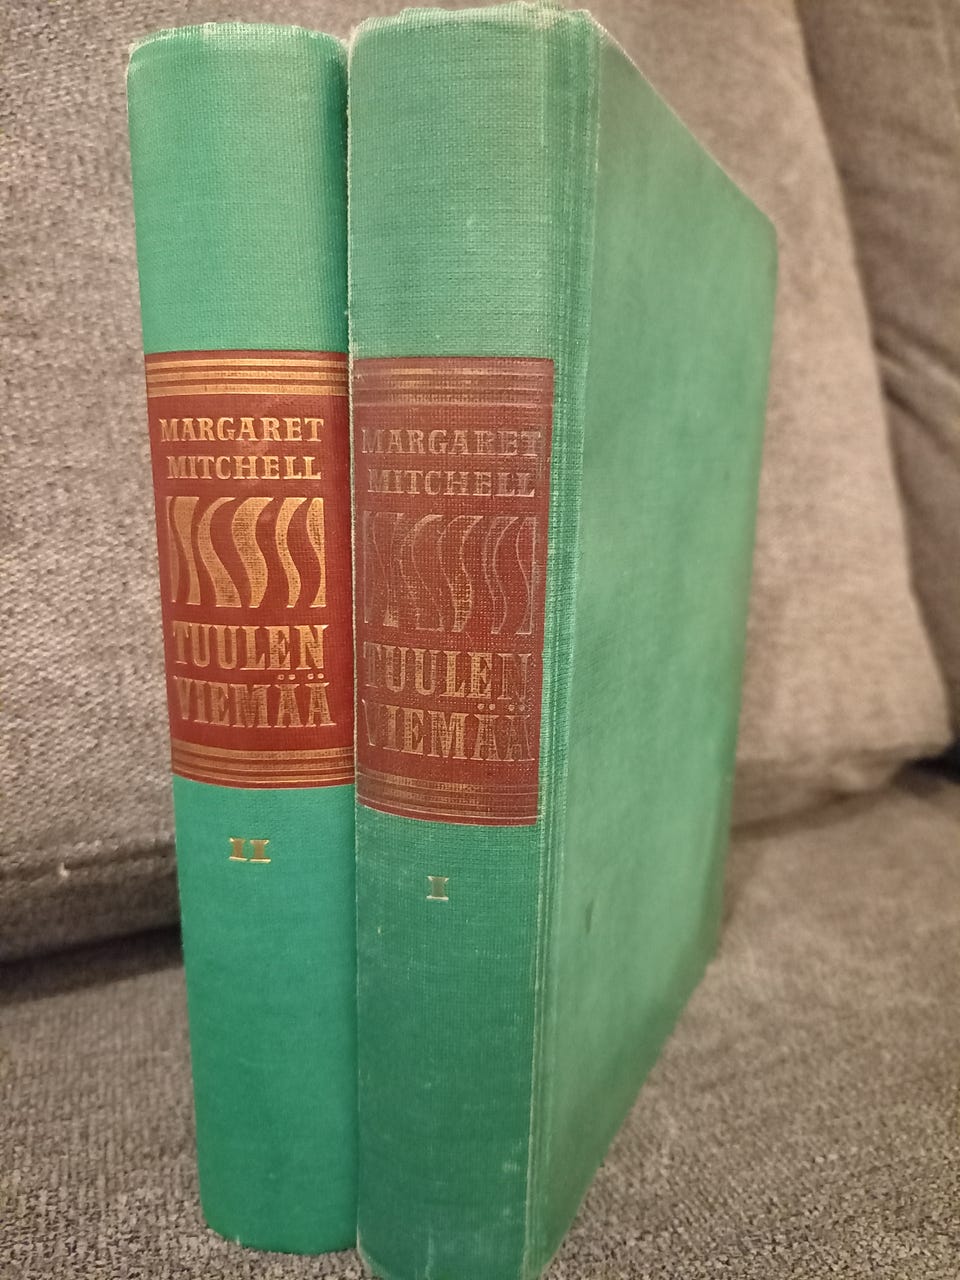 MARGARET
MITCHELL
TUULEN
VIEMÄÄ
II
MARGARET
MITCHELL
TUULEN
VIEMÄÄ
I